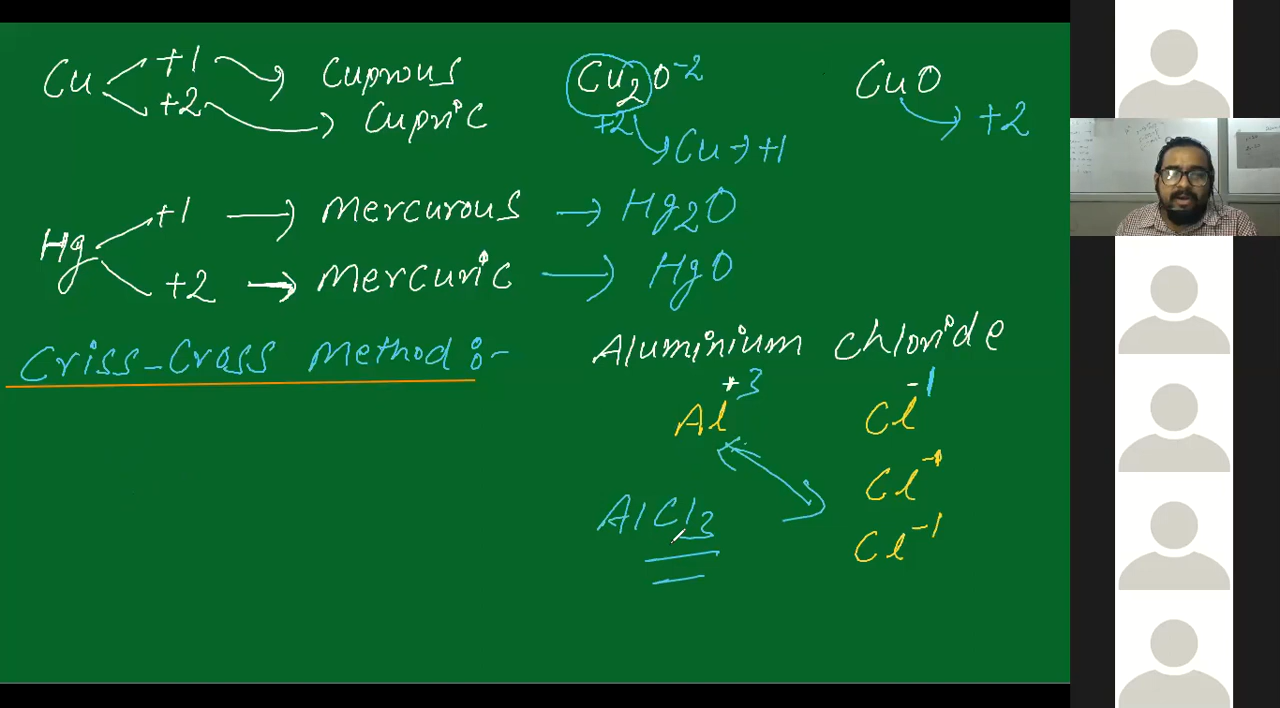 Cu +1 Cuprous Cu2O-2 CuO
+2 Cupric +2 Cu→+1 +2
Hg +1 → Mercurous → Hg2O
+2 → Mercuric → HgO
Criss-Cross Method:- Aluminium Chloride
Al+3 Cl-1
Cl-1
AlCl3
Cl-1